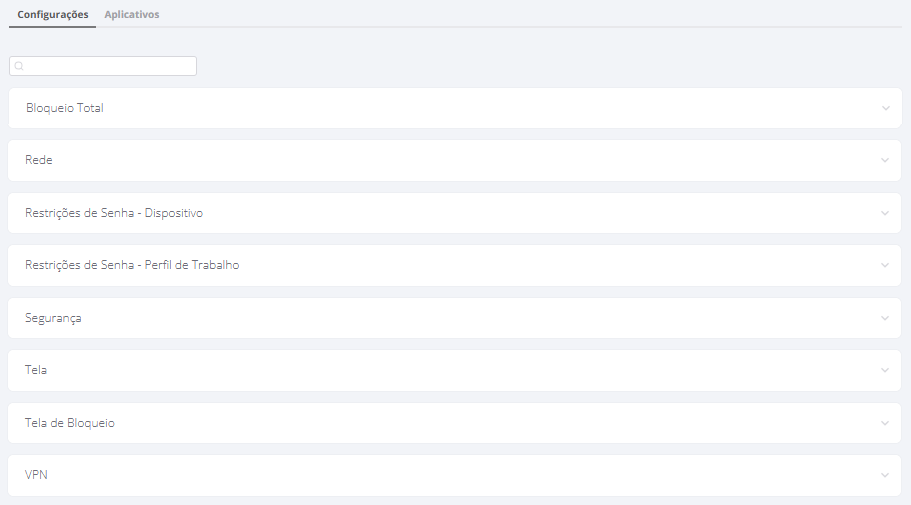 Configurações Aplicativos
Bloqueio Total
Rede
Restrições de Senha - Dispositivo
Restrições de Senha - Perfil de Trabalho
Segurança
Tela
Tela de Bloqueio
VPN